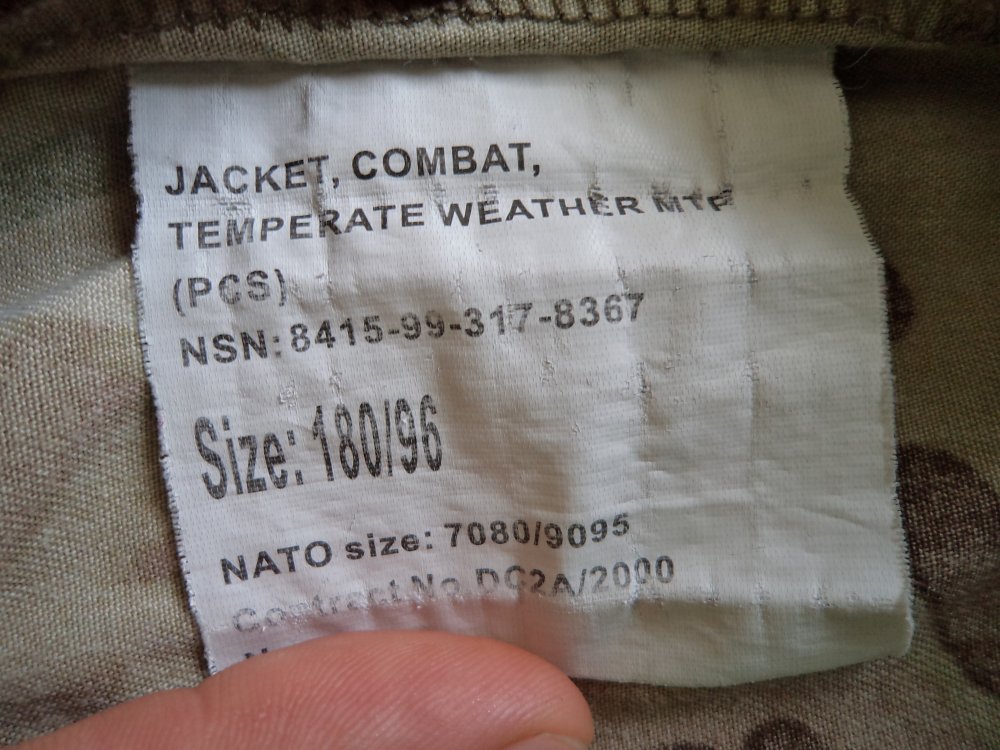 JACKET, COMBAT,
TEMPERATE WEATHER MTP
(PCS)
NSN: 8415-99-317-8367
Size: 180/96
NATO size: 7080/9095
Contract No DC2A/2000